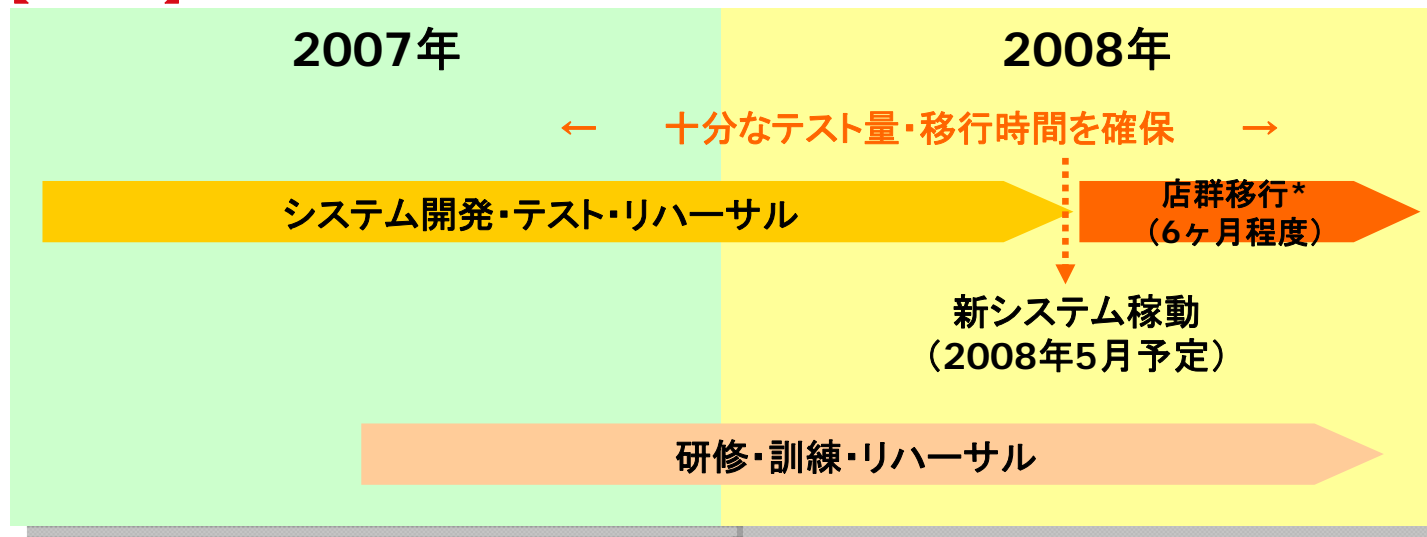 2007年
2008年
← 十分なテスト量・移行時間を確保 →
システム開発・テスト・リハーサル
店群移行*
（6ヶ月程度）
新システム稼動
（2008年5月予定）
研修・訓練・リハーサル